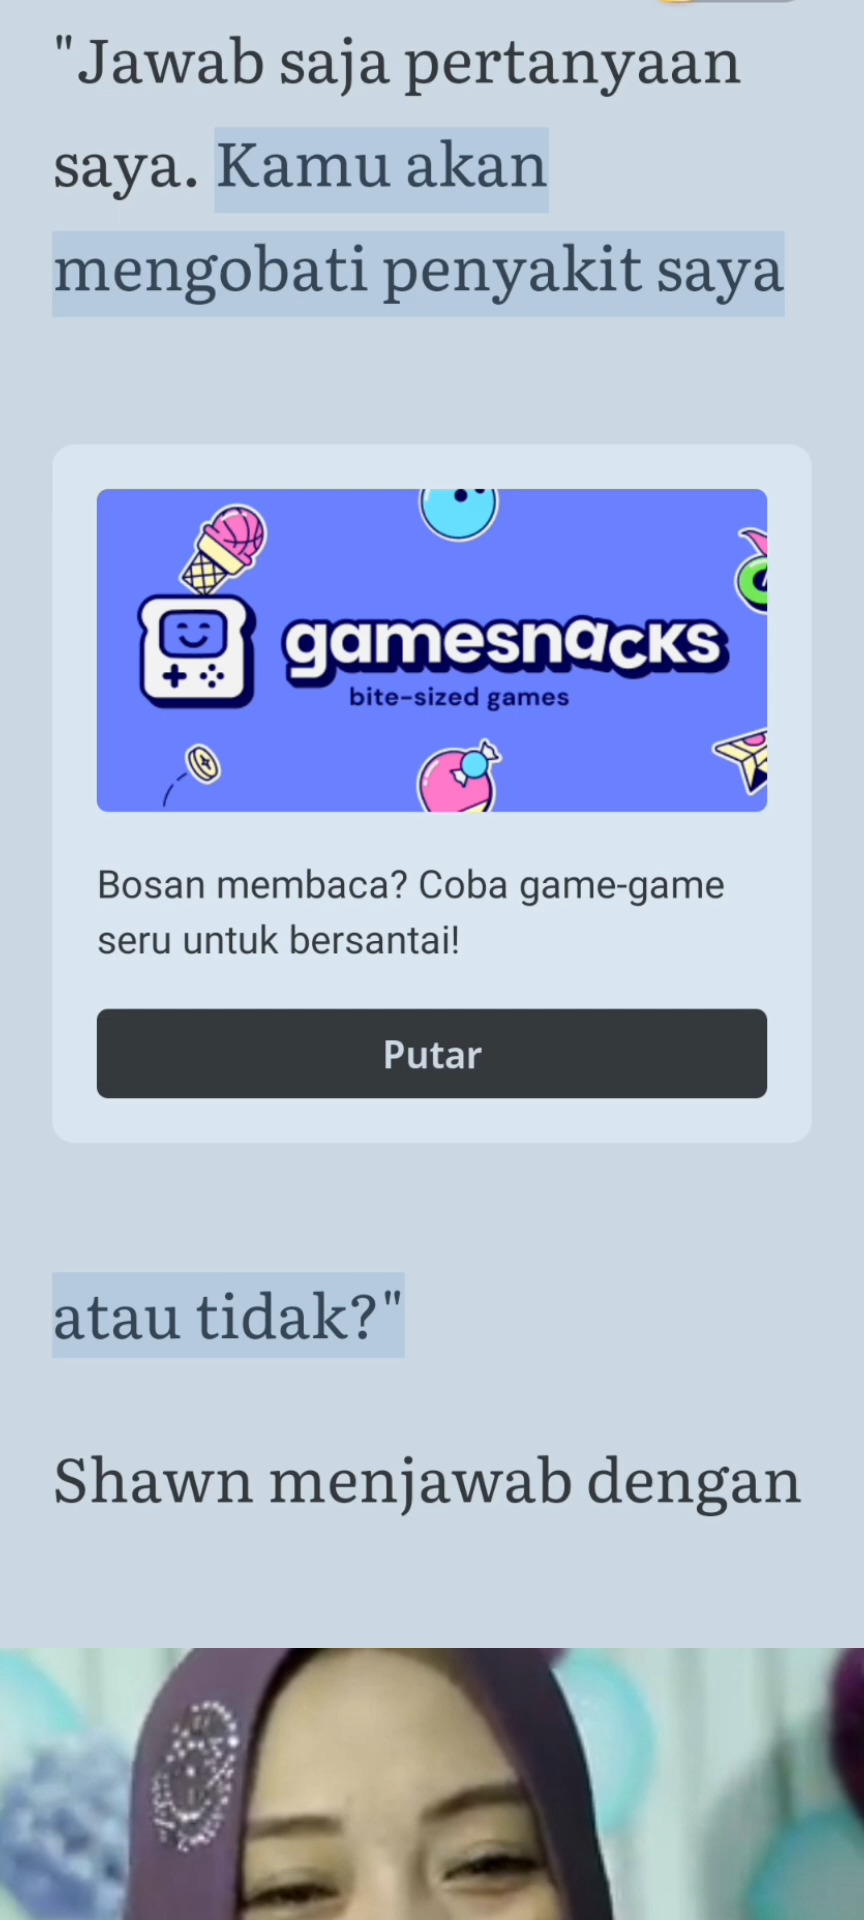 "Jawab saja pertanyaan
saya. Kamu akan
mengobati penyakit saya
gamesnacks
bite-sized games
Bosan membaca? Coba game-game
seru untuk bersantai!
Putar
atau tidak?"
Shawn menjawab dengan